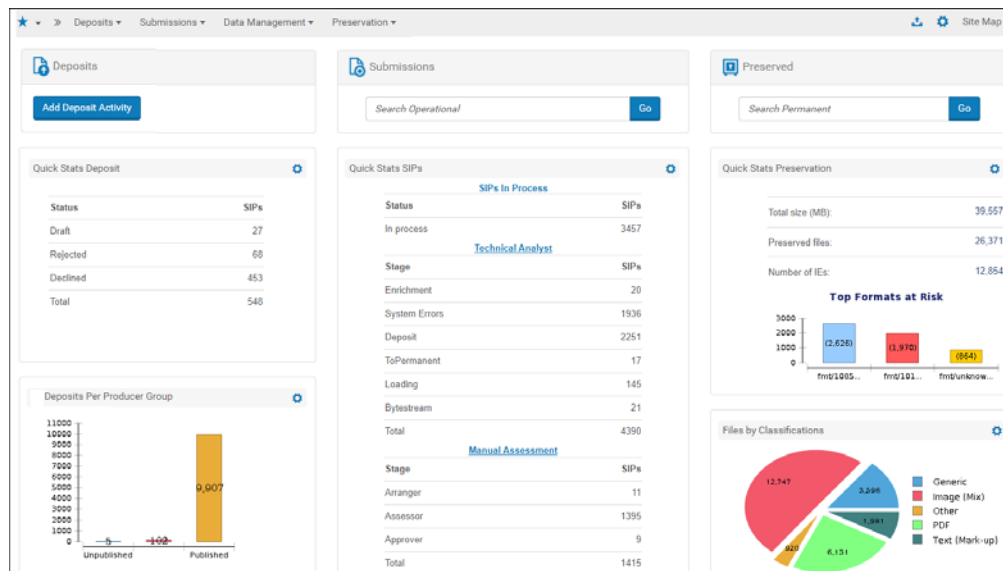 Deposits Submissions Data Management Preservation Site Map
Deposits
Add Deposit Activity
Submissions
Search Operational Go
Preserved
Search Permanent Go
Quick Stats Deposit
Status SIPs
Draft 27
Rejected 68
Declined 453
Total 548
Deposits Per Producer Group
11000
10000
9000
8000
7000
6000
5000
4000
3000
2000
1000
0
5
102
9,907
Unpublished Published
Quick Stats SIPs
SIPs In Process
Status SIPs
In process 3457
Technical Analyst
Stage SIPs
Enrichment 20
System Errors 1936
Deposit 2251
ToPermanent 17
Loading 145
Bytestream 21
Total 4390
Manual Assessment
Stage SIPs
Arranger 11
Assessor 1395
Approver 9
Total 1415
Quick Stats Preservation
Total size (MB): 39,557
Preserved files: 26,371
Number of IEs: 12,864
Top Formats at Risk
3000
2000
1000
0
(2,626)
(1,970)
(864)
fmt/1005... fmt/101... fmt/unknow...
Files by Classifications
12,747
3,596
1,981
6,131
920
Generic
Image (Mix)
Other
PDF
Text (Mark-up)